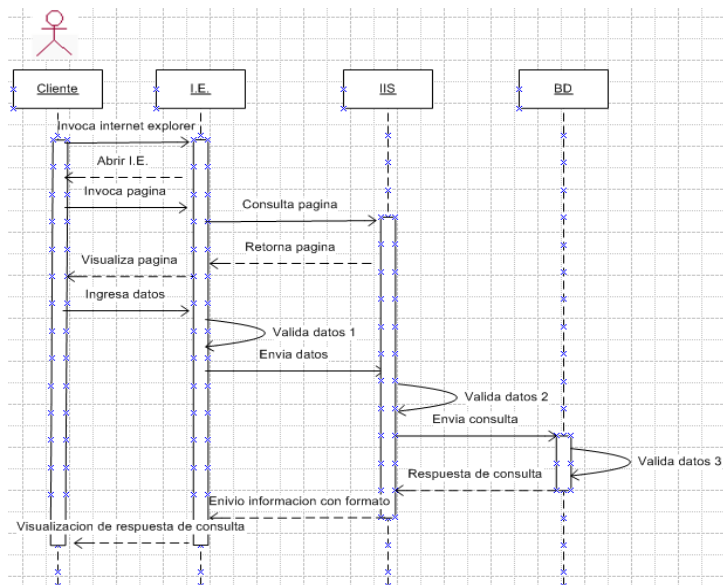 Cliente
I.E.
IIS
BD
Invoca internet explorer
Abrir I.E.
Invoca pagina
Consulta pagina
Retorna pagina
Visualiza pagina
Ingresa datos
Valida datos 1
Envia datos
Valida datos 2
Envia consulta
Valida datos 3
Respuesta de consulta
Enivio informacion con formato
Visualizacion de respuesta de consulta